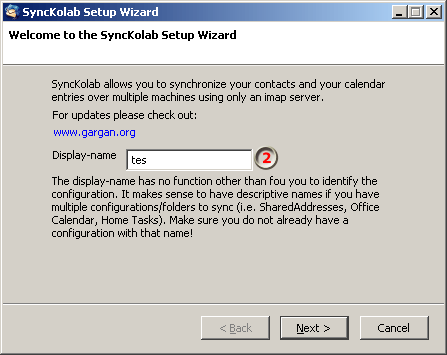 SyncKolab Setup Wizard
Welcome to the SyncKolab Setup Wizard
SyncKolab allows you to synchronize your contacts and your calendar
entries over multiple machines using only an imap server.
For updates please check out:
www.gargan.org
Display-name
tes
2
The display-name has no function other than fou you to identify the
configuration. It makes sense to have descriptive names if you have
multiple configurations/folders to sync (i.e. SharedAddresses, Office
Calendar, Home Tasks). Make sure you do not already have a
configuration with that name!
< Back
Next >
Cancel